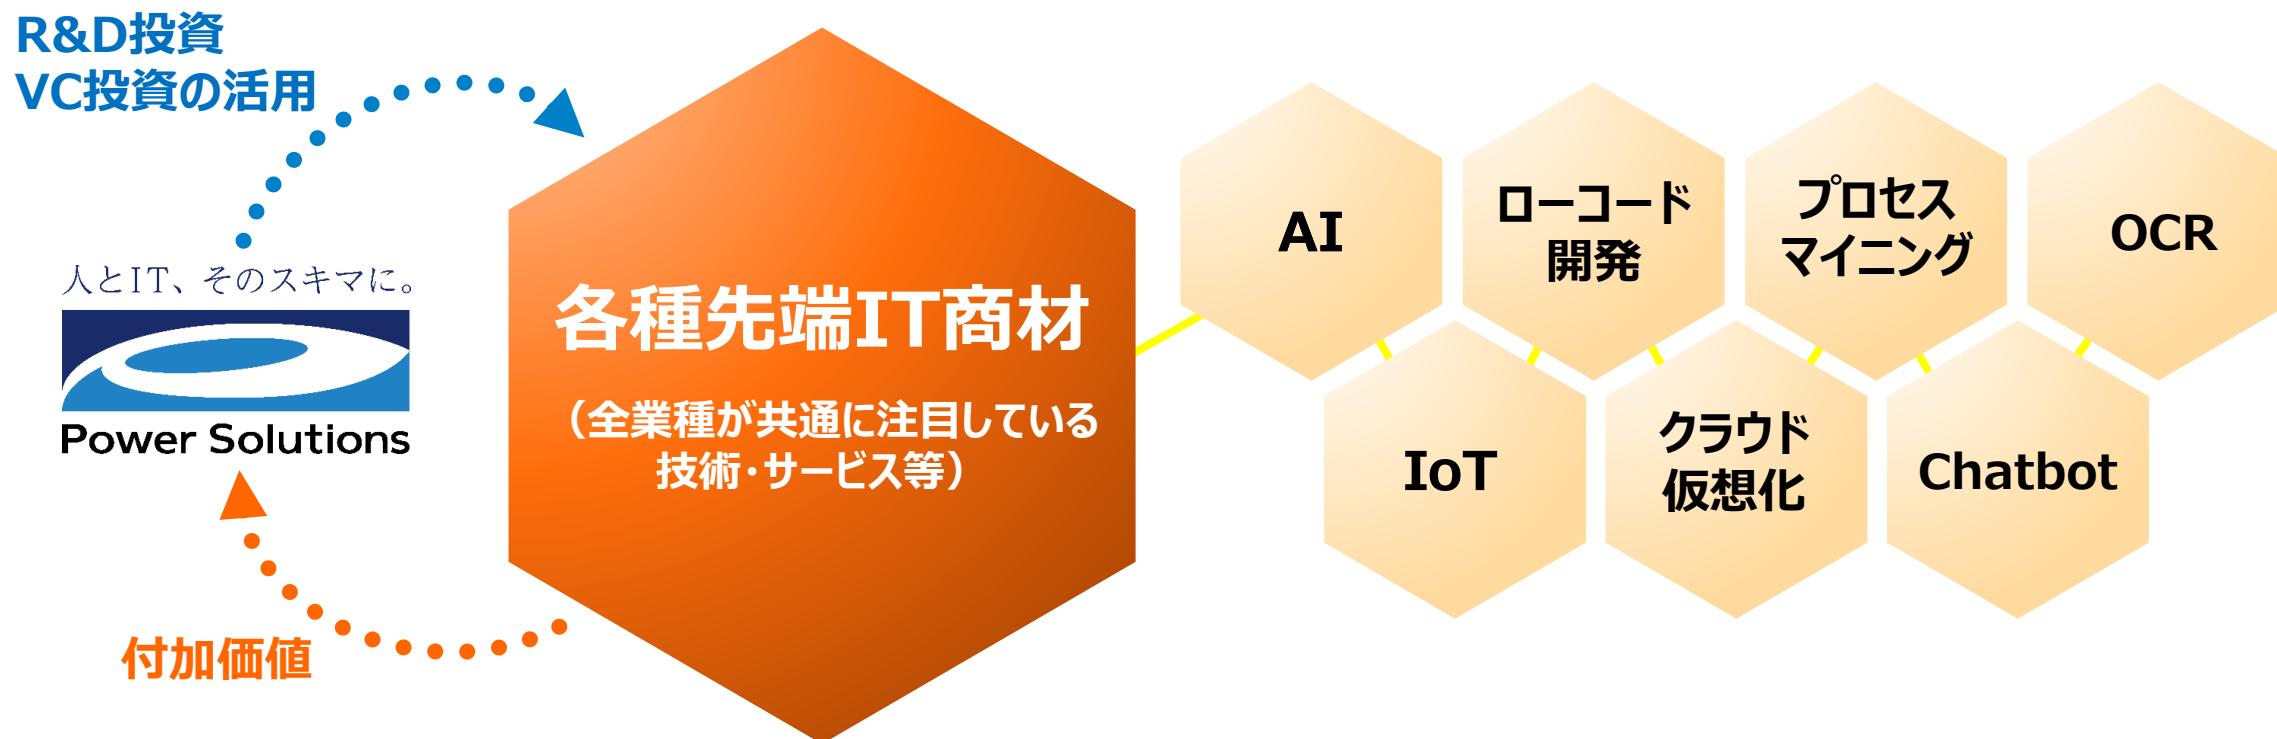 R&D投資
VC投資の活用
人とIT、そのスキマに。
Power Solutions
付加価値
各種先端IT商材
（全業種が共通に注目している
技術・サービス等）
AI
ローコード
開発
プロセス
マイニング
OCR
IoT
クラウド
仮想化
Chatbot